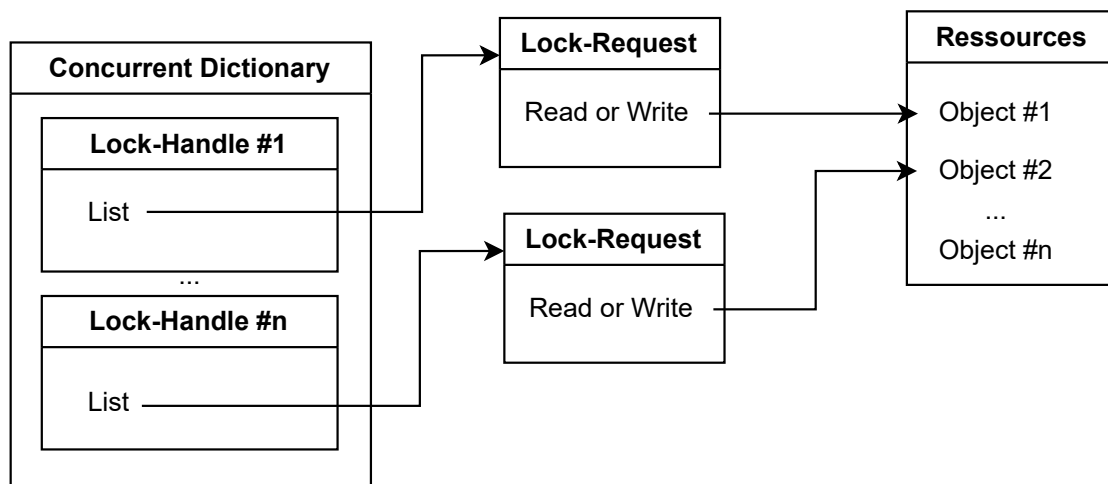 Concurrent Dictionary
Lock-Handle #1
List
...
Lock-Handle #n
List
Lock-Request
Read or Write
Lock-Request
Read or Write
Ressources
Object #1
Object #2
...
Object #n